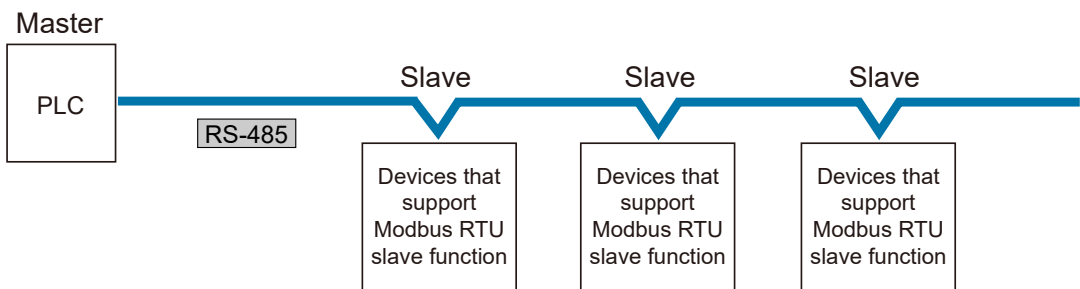 Master
PLC
RS-485
Slave
Slave
Slave
Devices that
support
Modbus RTU
slave function
Devices that
support
Modbus RTU
slave function
Devices that
support
Modbus RTU
slave function